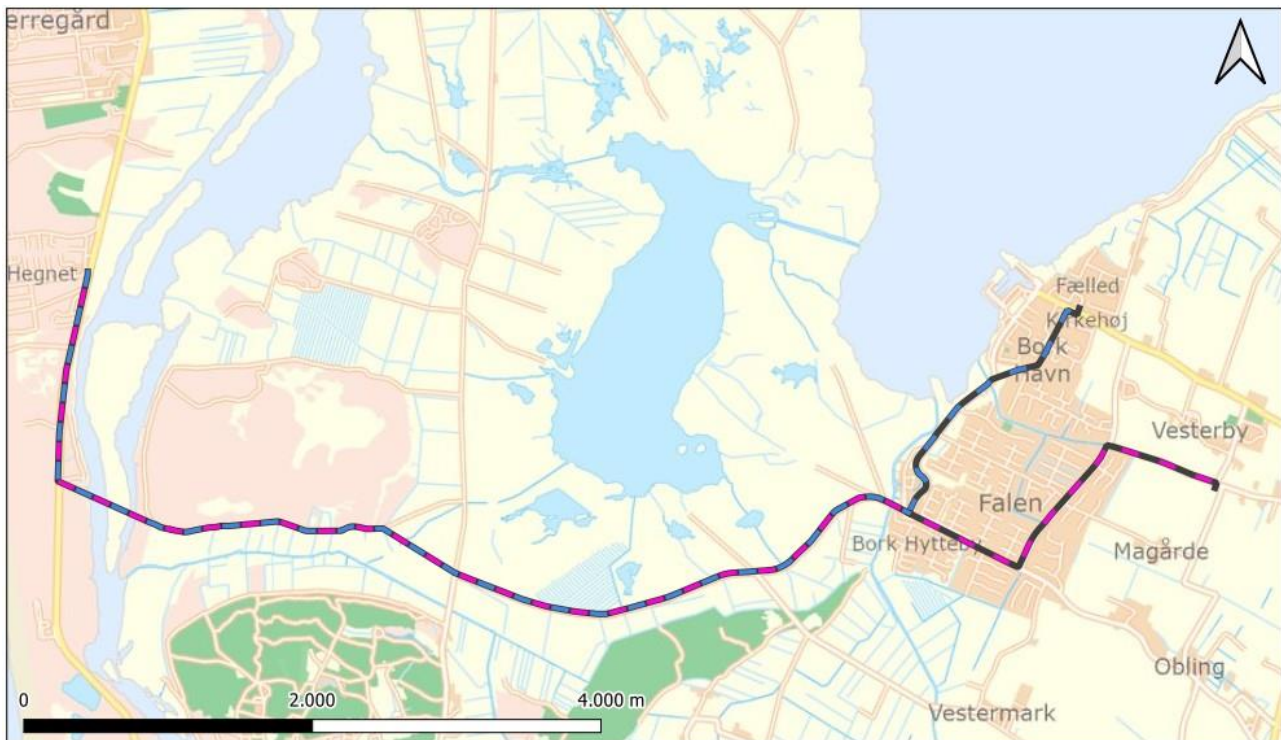 erregård
Hegnet
Fælled
Kirkehøj
Bork
Havn
Vesterby
Falen
Bork Hytteby
Magårde
Obling
Vestermark
0 2.000 4.000 m